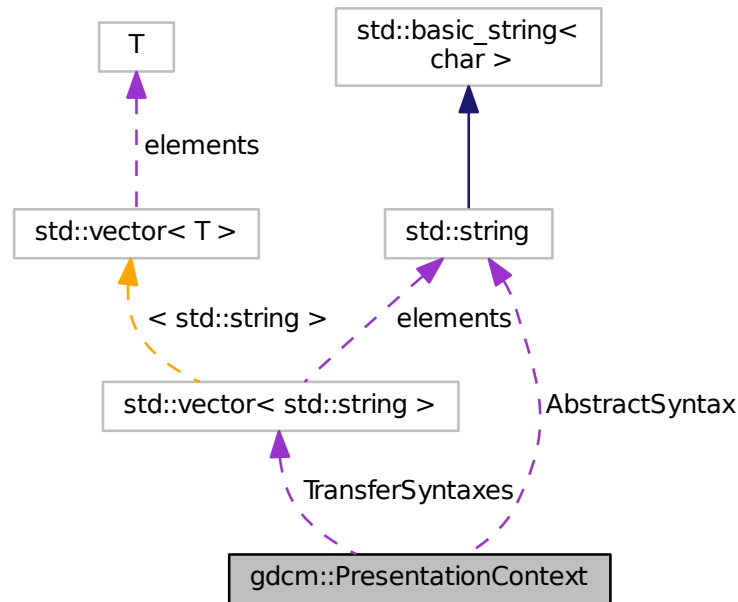 T
std::basic_string<
char >
elements
std::vector< T >
std::string
< std::string >
elements
std::vector< std::string >
AbstractSyntax
TransferSyntaxes
gdcm::PresentationContext